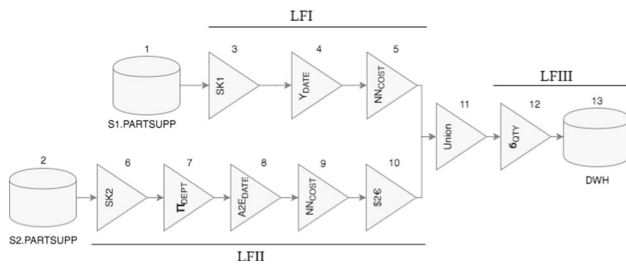 LFI
1
3
4
5
SK1
γDATE
NNCOST
S1.PARTSUPP
LFIII
11
12
13
Union
σQTY
DWH
2
6
7
8
9
10
SK2
ΠDEPT
A2EDATE
NNCOST
$2€
S2.PARTSUPP
LFII